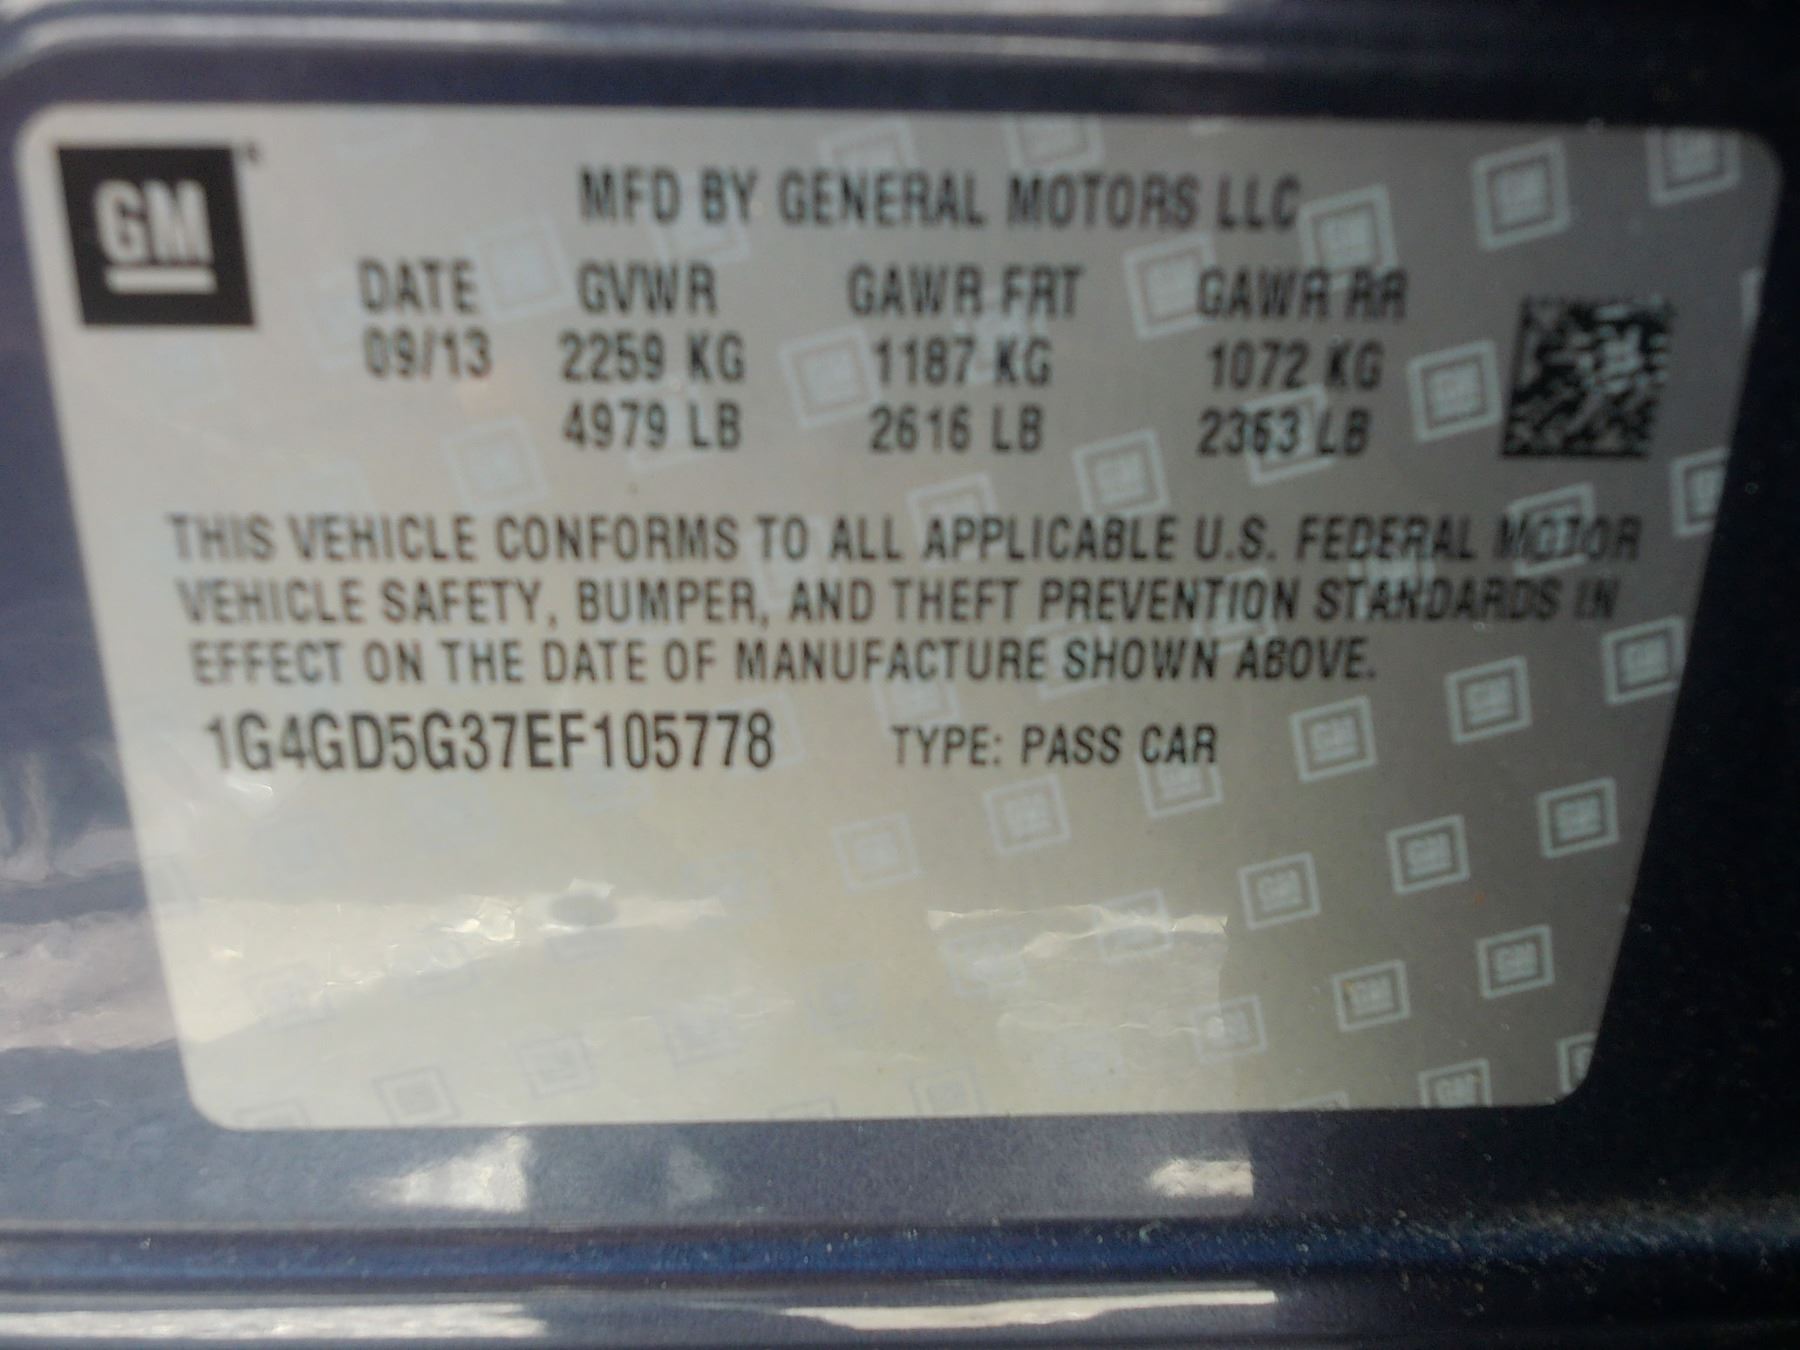 GM
MFD BY GENERAL MOTORS LLC
DATE GVWR GAWR FRT GAWR RR
09/13 2259 KG 1187 KG 1072 KG
4979 LB 2616 LB 2363 LB
THIS VEHICLE CONFORMS TO ALL APPLICABLE U.S. FEDERAL MOTOR
VEHICLE SAFETY, BUMPER, AND THEFT PREVENTION STANDARDS IN
EFFECT ON THE DATE OF MANUFACTURE SHOWN ABOVE.
1G4GD5G37EF105778 TYPE: PASS CAR